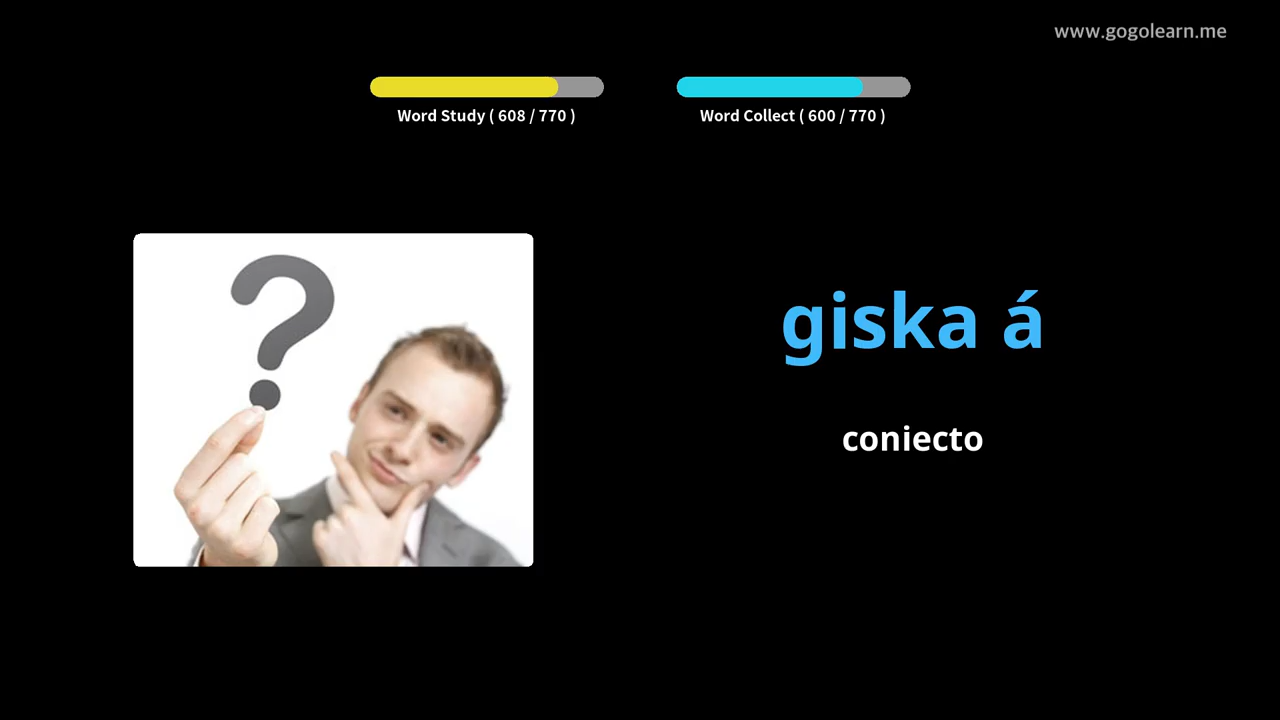 www.gogolearn.me
Word Study ( 608 / 770 )
Word Collect ( 600 / 770 )
giska á
coniecto